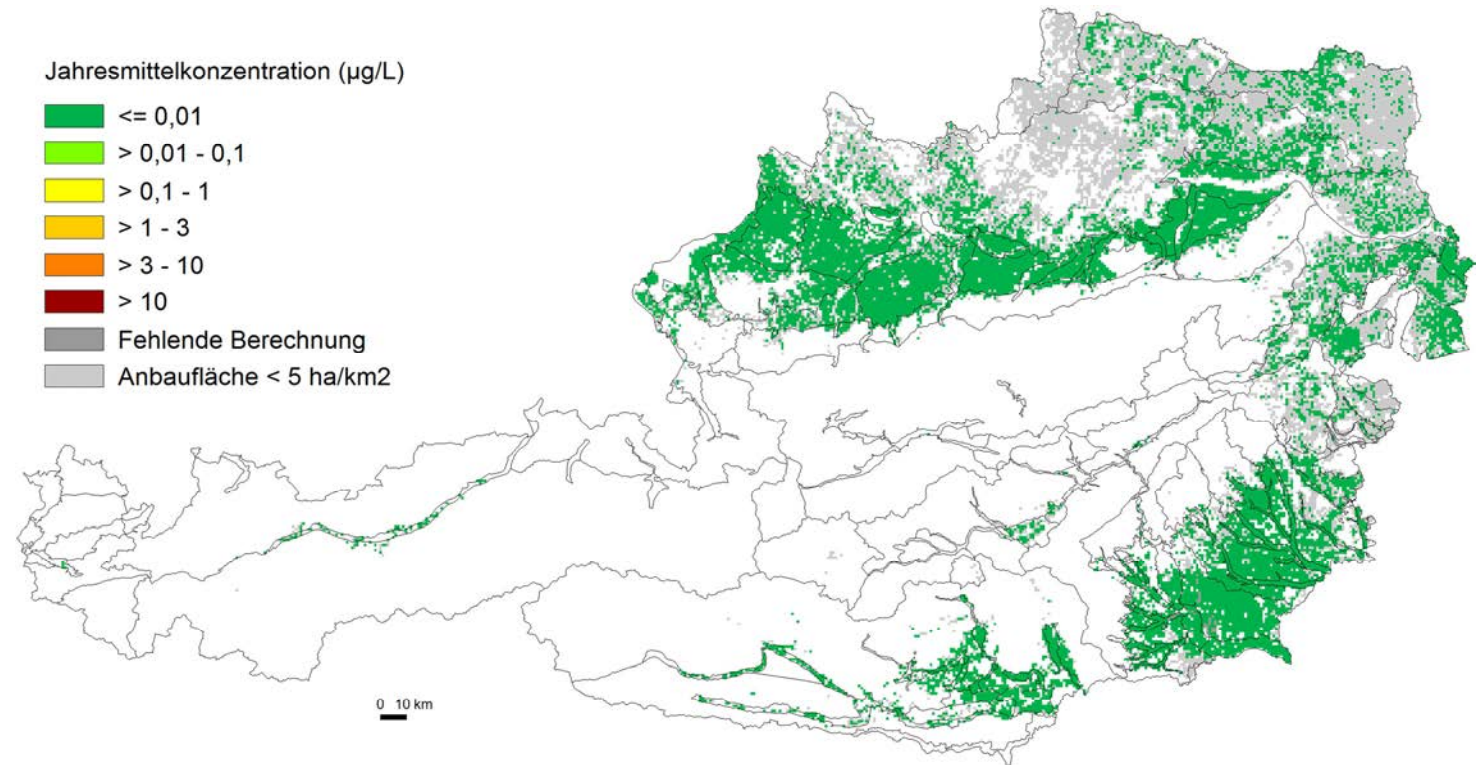 Jahresmittelkonzentration (µg/L)
<= 0,01
> 0,01 - 0,1
> 0,1 - 1
> 1 - 3
> 3 - 10
> 10
Fehlende Berechnung
Anbaufläche < 5 ha/km2
0 10 km